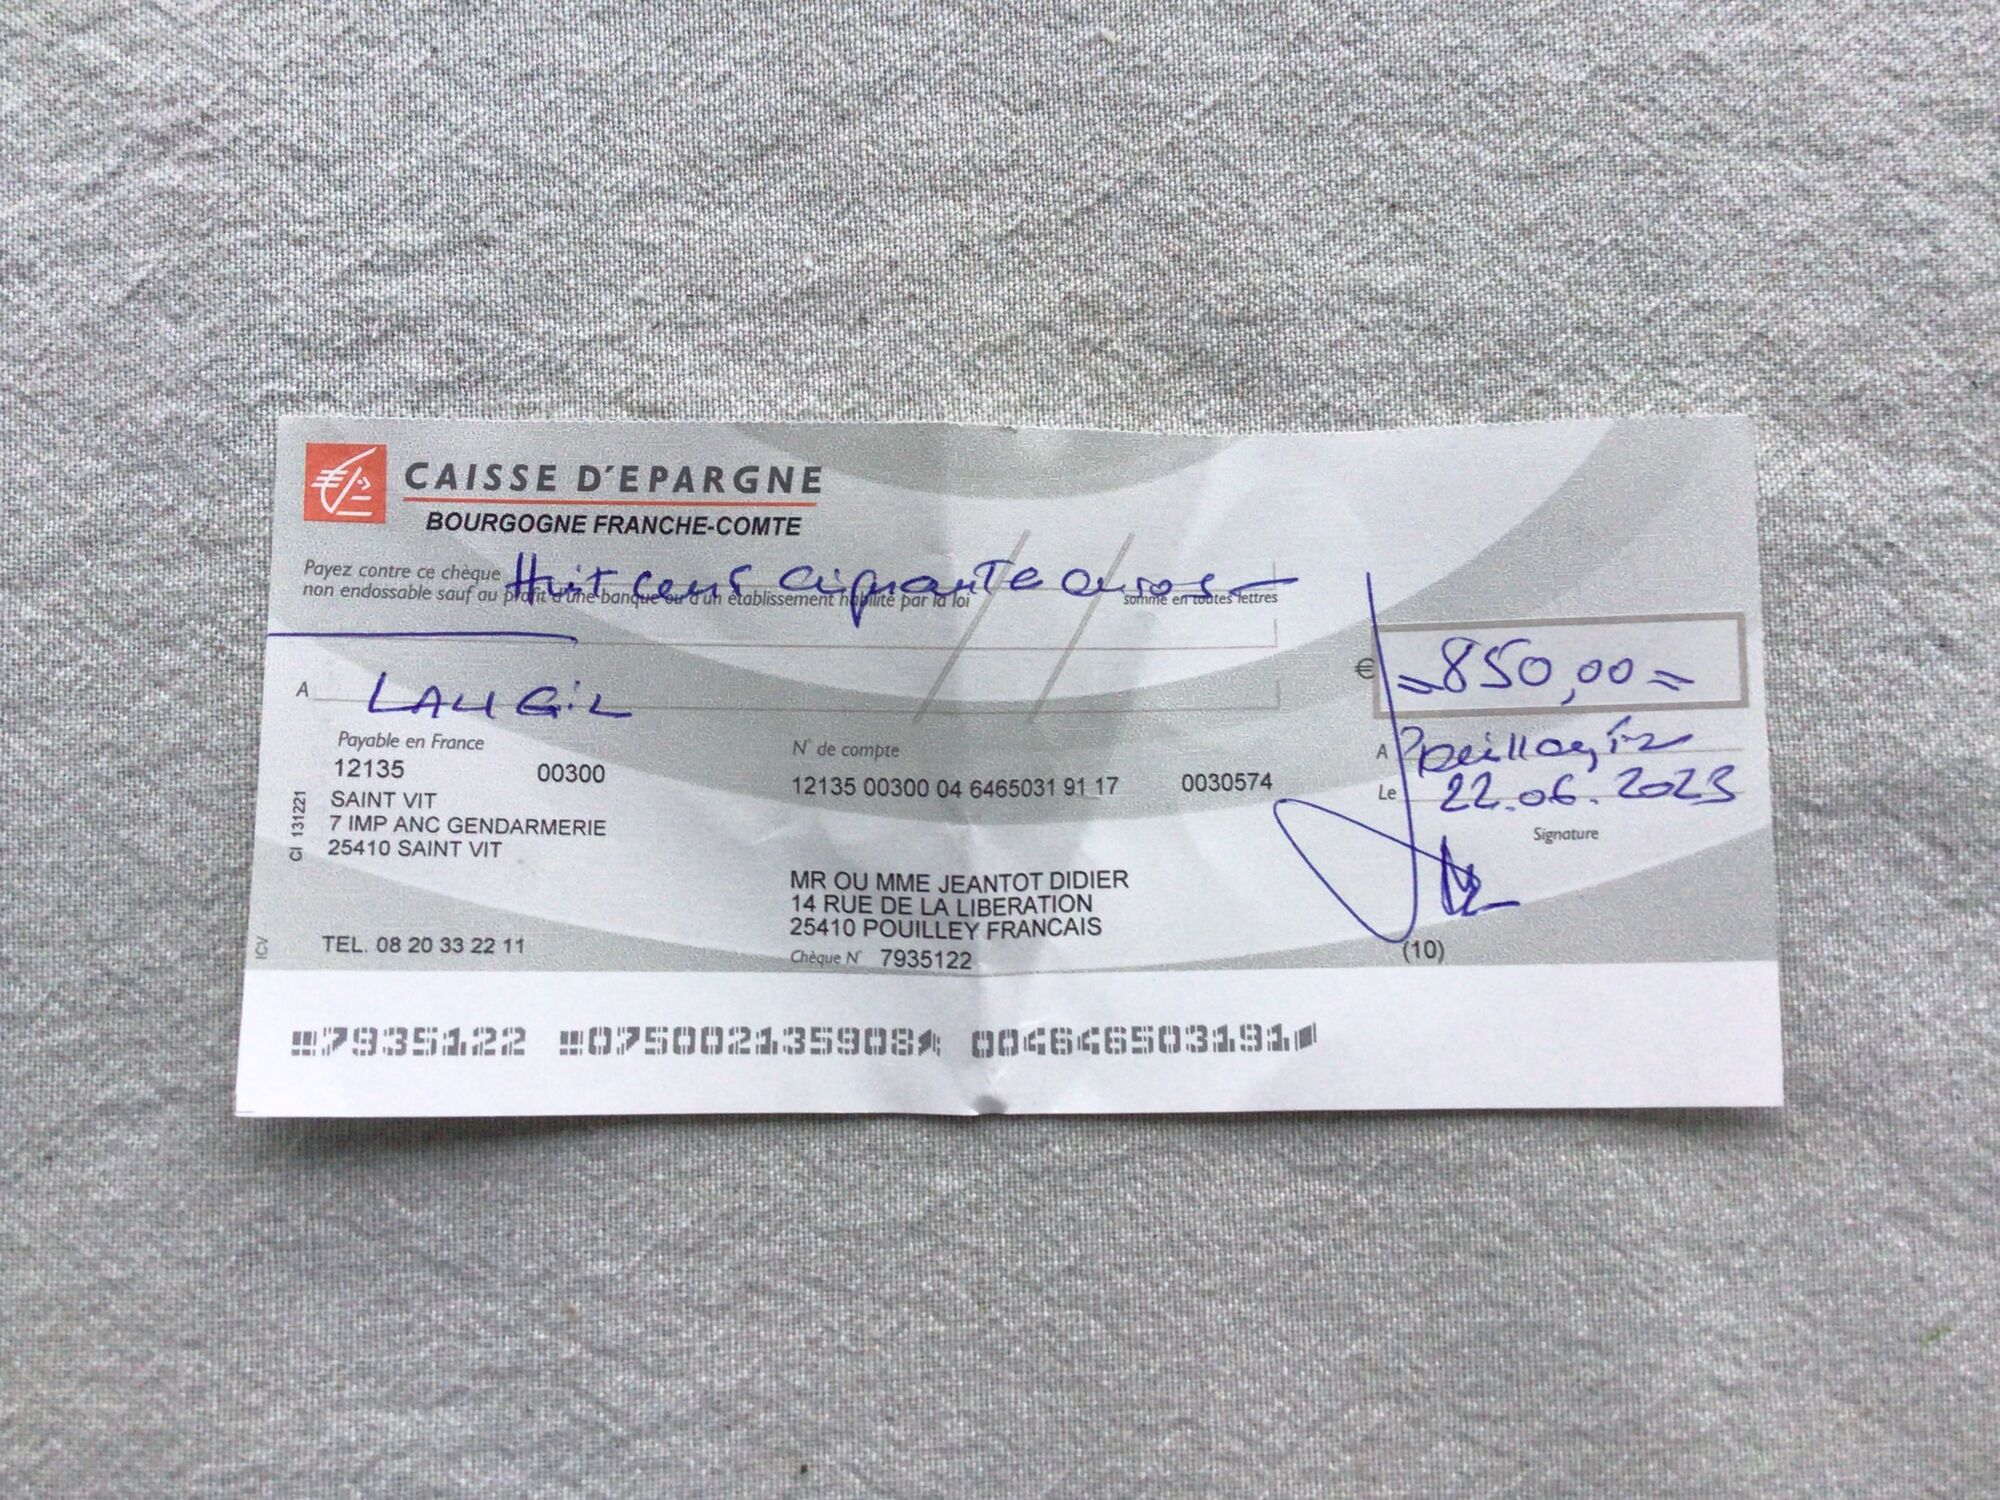 CAISSE D'EPARGNE
BOURGOGNE FRANCHE-COMTE
Payez contre ce chèque Huit cent cinquante euros
non endossable sauf au profit d'une banque ou d'un établissement habilité par la loi somme en toutes lettres
€ =850,00=
A LALIGIL
A Pouilley
Payable en France N° de compte
12135 00300 12135 00300 04 6465031 91 17 0030574
Le 22.06.2023
SAINT VIT
7 IMP ANC GENDARMERIE
25410 SAINT VIT
CI 131221
Signature
MR OU MME JEANTOT DIDIER
14 RUE DE LA LIBERATION
25410 POUILLEY FRANCAIS
ICV
TEL. 08 20 33 22 11
Chèque N° 7935122
(10)
7935122 075002135908 004646503191